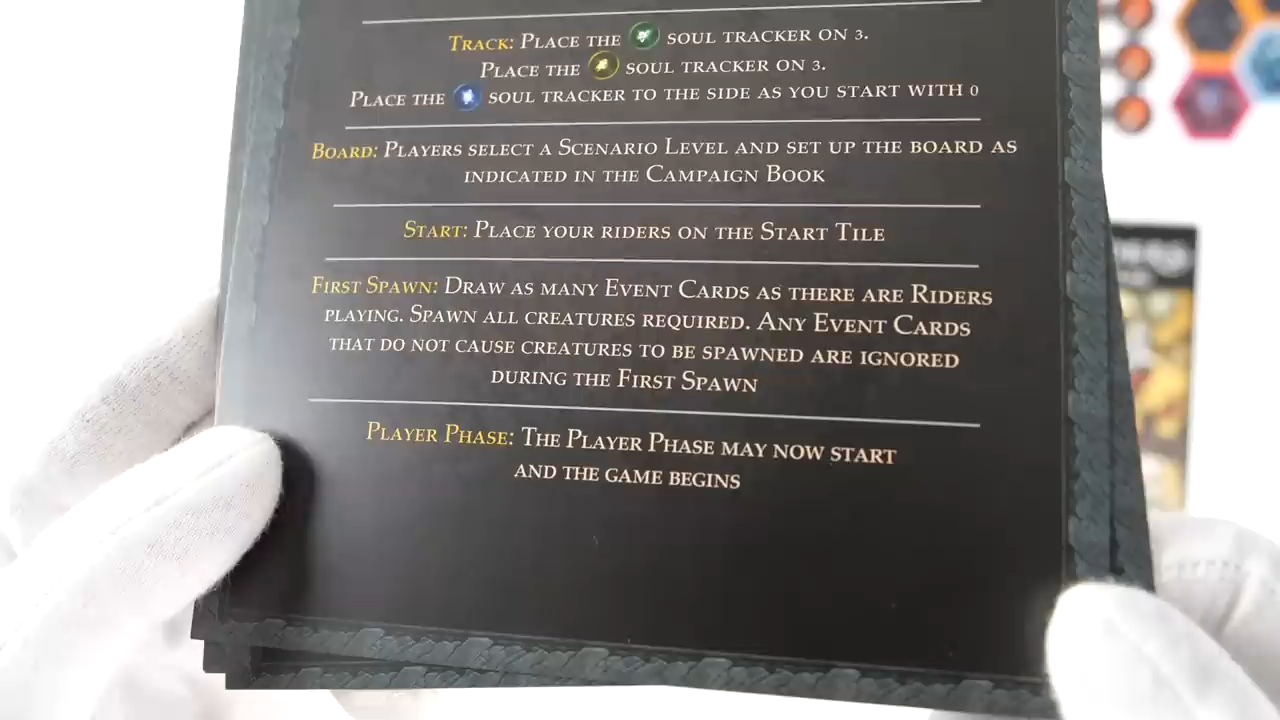 Track: Place the soul tracker on 3.
Place the soul tracker on 3.
Place the soul tracker to the side as you start with 0
Board: Players select a Scenario Level and set up the board as
indicated in the Campaign Book
Start: Place your riders on the Start Tile
First Spawn: Draw as many Event Cards as there are Riders
playing. Spawn all creatures required. Any Event Cards
that do not cause creatures to be spawned are ignored
during the First Spawn
Player Phase: The Player Phase may now start
and the game begins